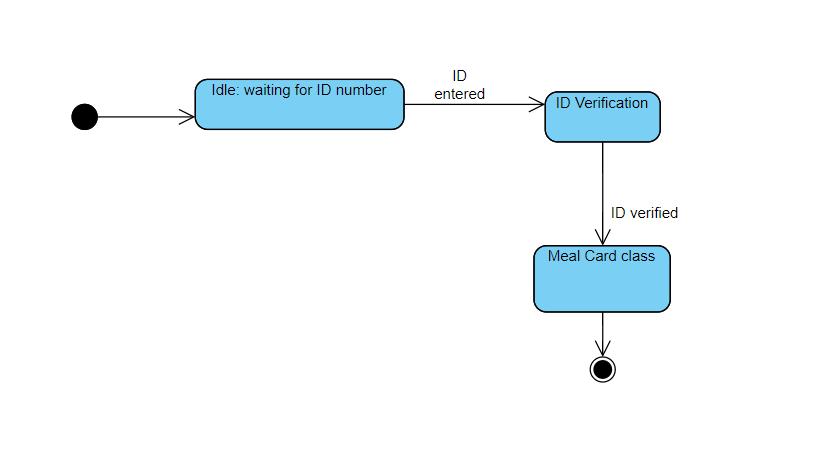 Idle: waiting for ID number
ID
entered
ID Verification
ID verified
Meal Card class